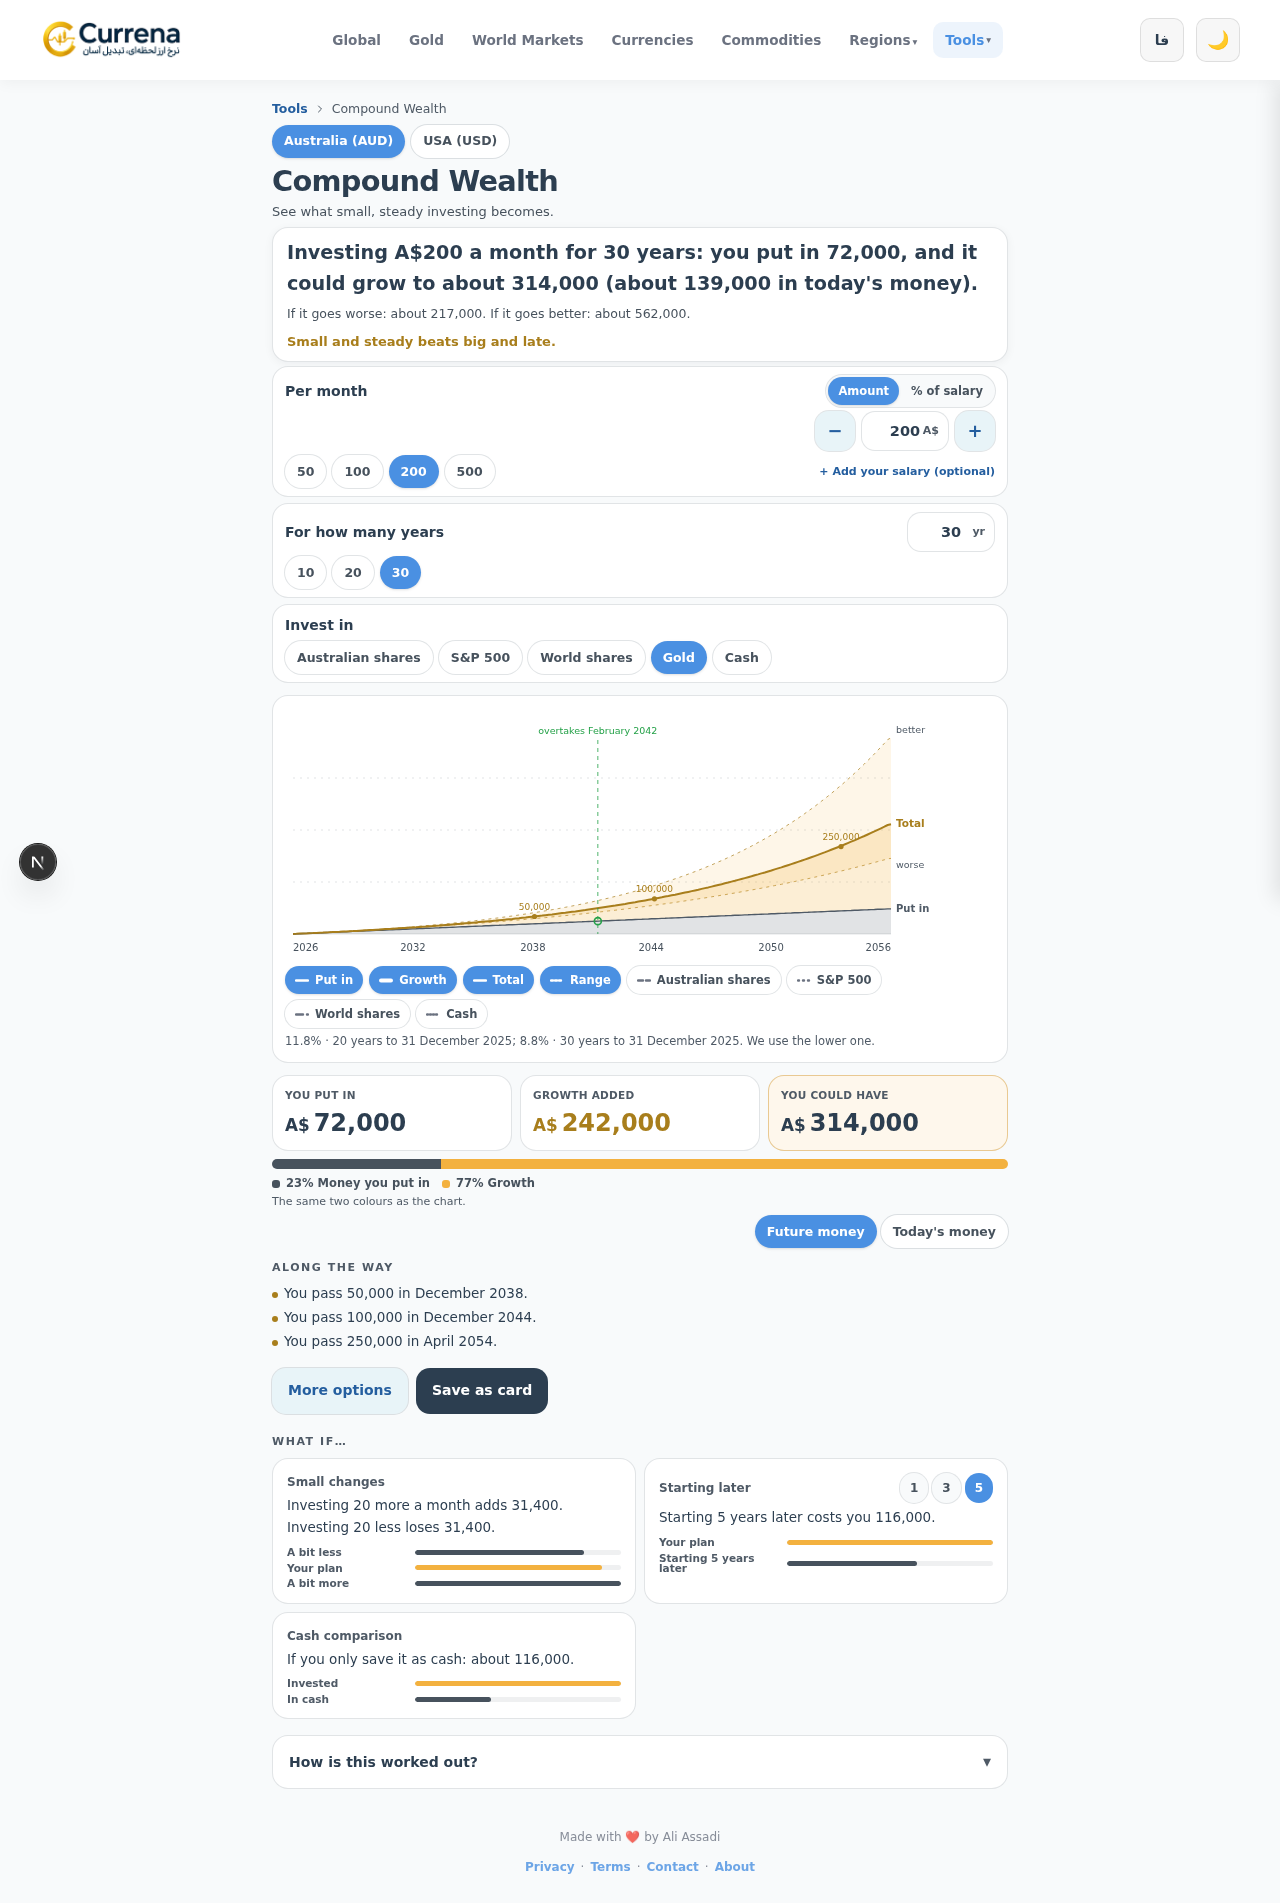 Currena
نرخ ارز لحظه‌ای، تبدیل آسان
Global
Gold
World Markets
Currencies
Commodities
Regions ▾
Tools ▾
فا
Tools > Compound Wealth
Australia (AUD)
USA (USD)
Compound Wealth
See what small, steady investing becomes.
Investing A$200 a month for 30 years: you put in 72,000, and it
could grow to about 314,000 (about 139,000 in today's money).
If it goes worse: about 217,000. If it goes better: about 562,000.
Small and steady beats big and late.
Per month
Amount
% of salary
−
200 A$
+
50
100
200
500
+ Add your salary (optional)
For how many years
30 yr
10
20
30
Invest in
Australian shares
S&P 500
World shares
Gold
Cash
overtakes February 2042
better
Total
250,000
worse
100,000
50,000
Put in
2026
2032
2038
2044
2050
2056
Put in
Growth
Total
Range
Australian shares
S&P 500
World shares
Cash
11.8% · 20 years to 31 December 2025; 8.8% · 30 years to 31 December 2025. We use the lower one.
YOU PUT IN
A$ 72,000
GROWTH ADDED
A$ 242,000
YOU COULD HAVE
A$ 314,000
23% Money you put in
77% Growth
The same two colours as the chart.
Future money
Today's money
ALONG THE WAY
You pass 50,000 in December 2038.
You pass 100,000 in December 2044.
You pass 250,000 in April 2054.
More options
Save as card
WHAT IF…
Small changes
Investing 20 more a month adds 31,400.
Investing 20 less loses 31,400.
A bit less
Your plan
A bit more
Starting later
1
3
5
Starting 5 years later costs you 116,000.
Your plan
Starting 5 years
later
Cash comparison
If you only save it as cash: about 116,000.
Invested
In cash
How is this worked out?
▾
N
Made with ❤️ by Ali Assadi
Privacy · Terms · Contact · About